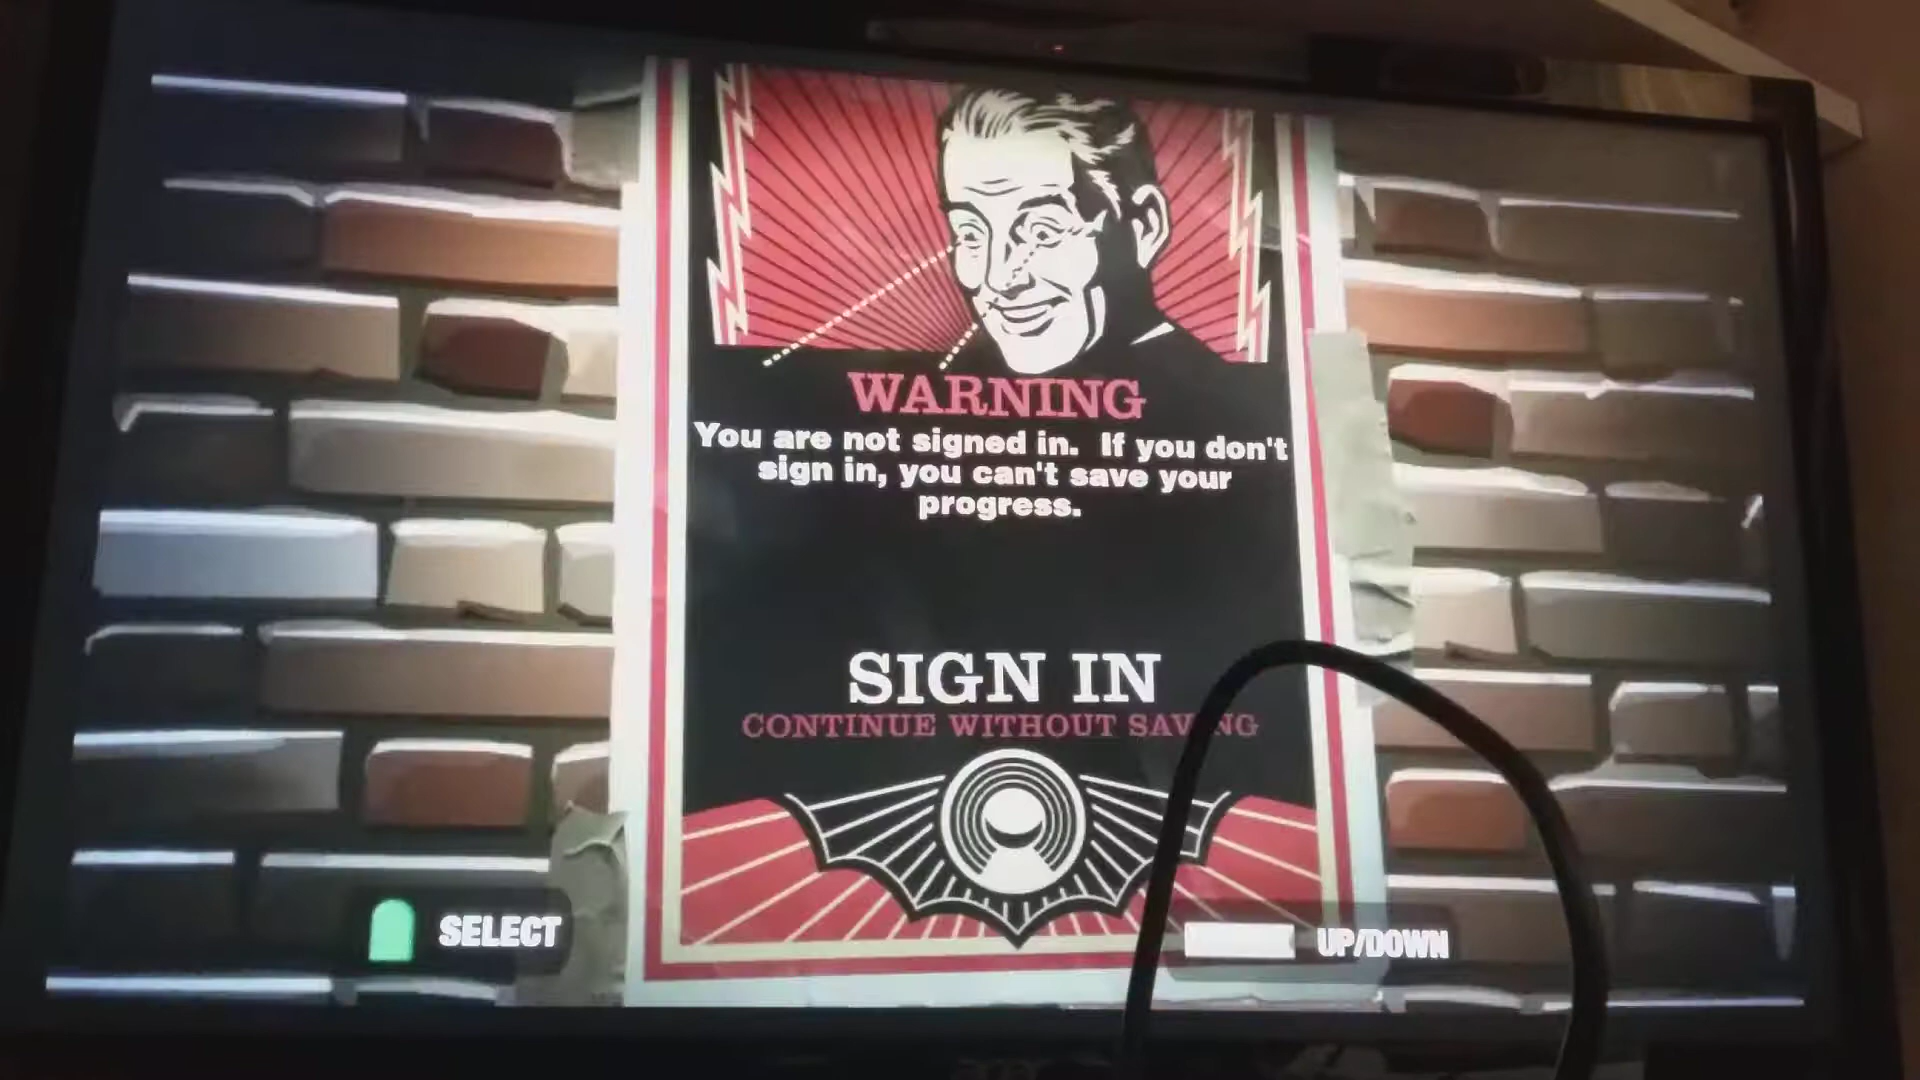 WARNING
You are not signed in.  If you don't
sign in, you can't save your
progress.
SIGN IN
CONTINUE WITHOUT SAVING
SELECT
UP/DOWN